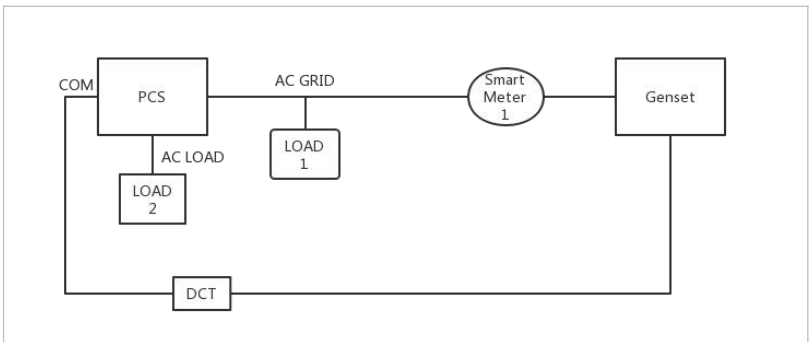 COM
PCS
AC GRID
Smart
Meter
1
Genset
AC LOAD
LOAD
1
LOAD
2
DCT